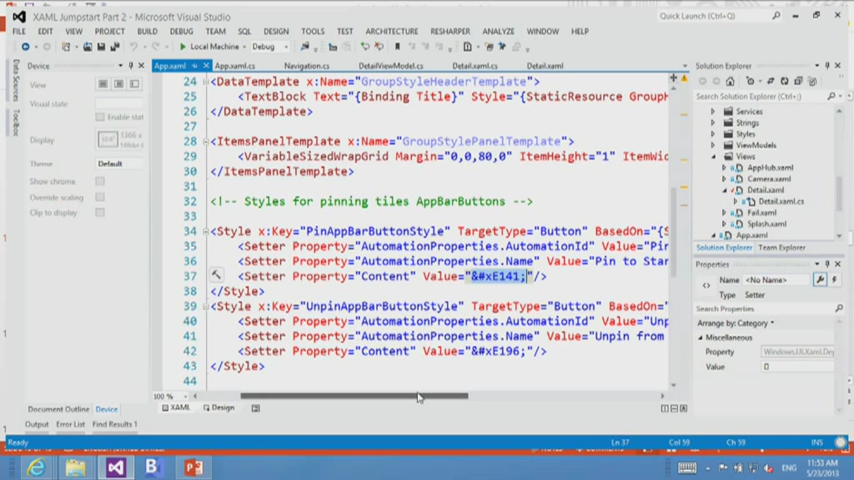 XAML Jumpstart Part 2 - Microsoft Visual Studio
Quick Launch (Ctrl+Q)
FILE EDIT VIEW PROJECT BUILD DEBUG TEAM SQL DESIGN TOOLS TEST ARCHITECTURE RESHARPER ANALYZE WINDOW HELP
Local Machine Debug
Device
App.xaml App.xaml.cs Navigation.cs DetailViewModel.cs Detail.xaml.cs Detail.xaml
Solution Explorer
Data Sources
Toolbox
View
Visual state
Enable stat
Display
1366 x
Theme
Default
Show chrome
Override scaling
Clip to display
24 <DataTemplate x:Name="GroupStyleHeaderTemplate">
25 <TextBlock Text="{Binding Title}" Style="{StaticResource GroupH
26 </DataTemplate>
27
28 <ItemsPanelTemplate x:Name="GroupStylePanelTemplate">
29 <VariableSizedWrapGrid Margin="0,0,80,0" ItemHeight="1" ItemWid
30 </ItemsPanelTemplate>
31
32 <!-- Styles for pinning tiles AppBarButtons -->
33
34 <Style x:Key="PinAppBarButtonStyle" TargetType="Button" BasedOn="{S
35 <Setter Property="AutomationProperties.AutomationId" Value="Pin
36 <Setter Property="AutomationProperties.Name" Value="Pin to Star
37 <Setter Property="Content" Value="&#xE141;"/>
38 </Style>
39 <Style x:Key="UnpinAppBarButtonStyle" TargetType="Button" BasedOn=
40 <Setter Property="AutomationProperties.AutomationId" Value="Unp
41 <Setter Property="AutomationProperties.Name" Value="Unpin from
42 <Setter Property="Content" Value="&#xE196;"/>
43 </Style>
44
Search Solution Explorer (Ctrl+;)
Services
Strings
Styles
ViewModels
Views
AppHub.xaml
Camera.xaml
Detail.xaml
Detail.xaml.cs
Fail.xaml
Splash.xaml
App.xaml
Solution Explorer Team Explorer
Properties
Name <No Name>
Type Setter
Search Properties
Arrange by: Category
Miscellaneous
Property Windows.UI.Xaml.Dep
Value
100 %
XAML Design
Document Outline Device
Output Error List Find Results 1
Ready
Ln 37 Col 59 Ch 59 INS
ENG
11:53 AM
5/23/2013